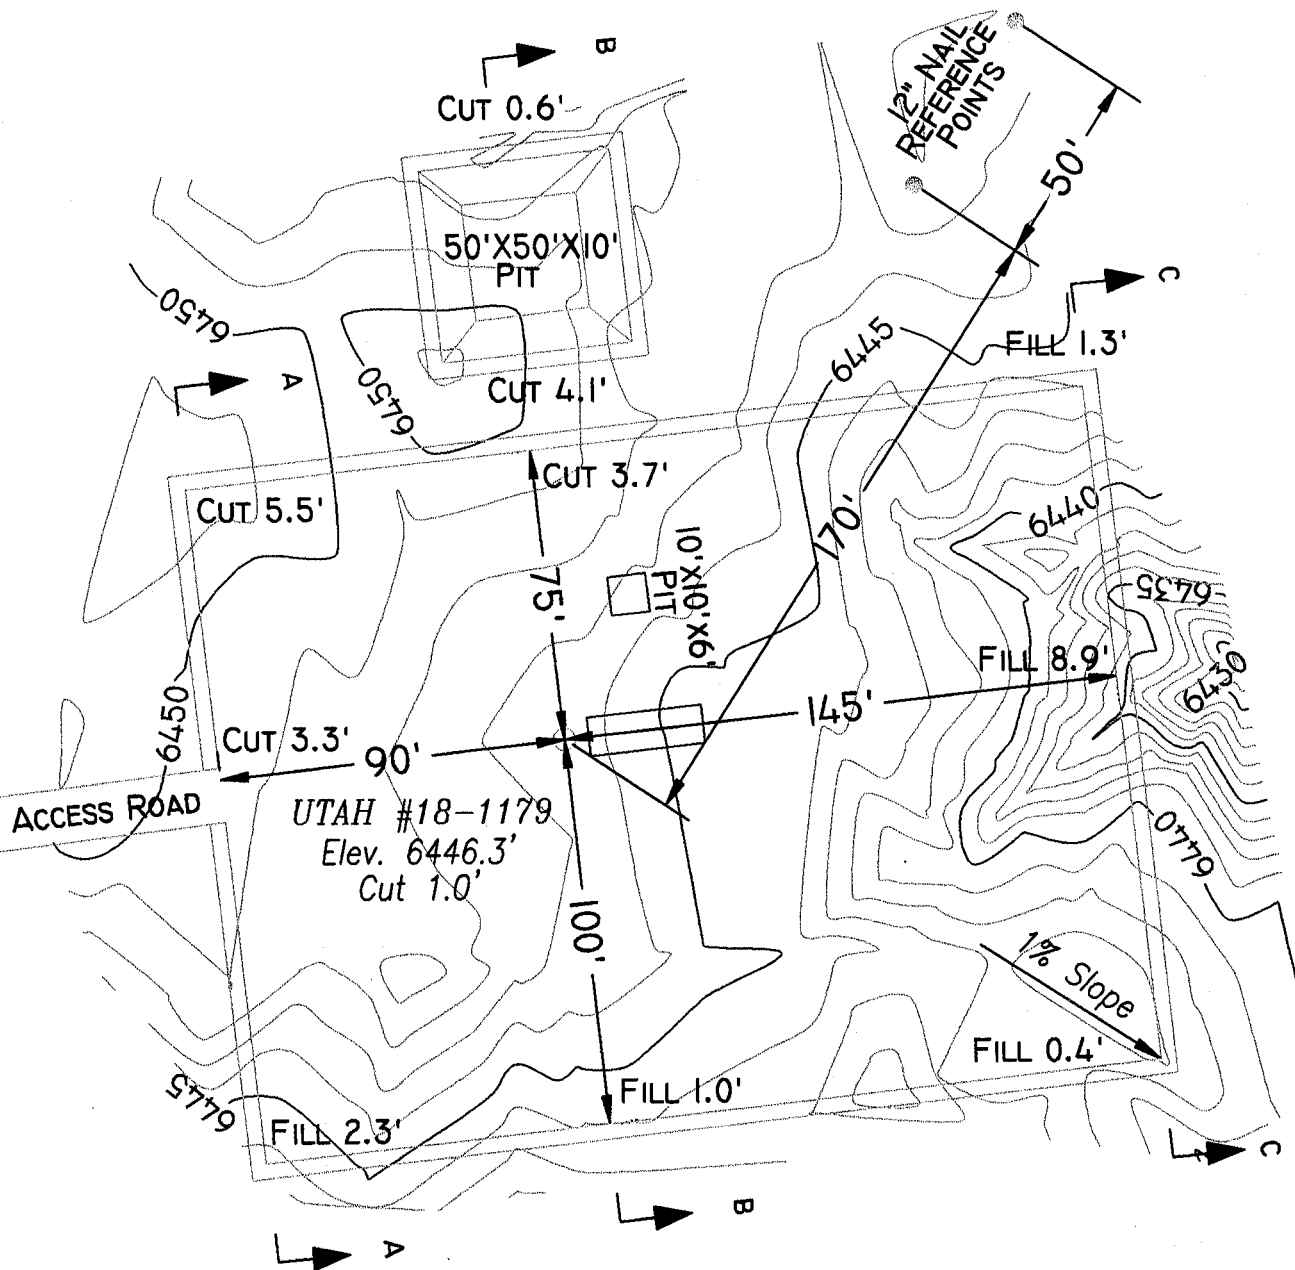 B
CUT 0.6'
12" NAIL
REFERENCE
POINTS
50'
50'X50'X10'
PIT
C
6450
6445
FILL 1.3'
A
6450
CUT 4.1'
CUT 3.7'
CUT 5.5'
170'
6440
10'X10'X6'
PIT
75'
6435
FILL 8.9'
6430
6450
145'
CUT 3.3'
90'
ACCESS ROAD
UTAH #18-1179
Elev. 6446.3'
Cut 1.0'
6440
100'
1% Slope
FILL 0.4'
6445
FILL 1.0'
FILL 2.3'
C
B
A